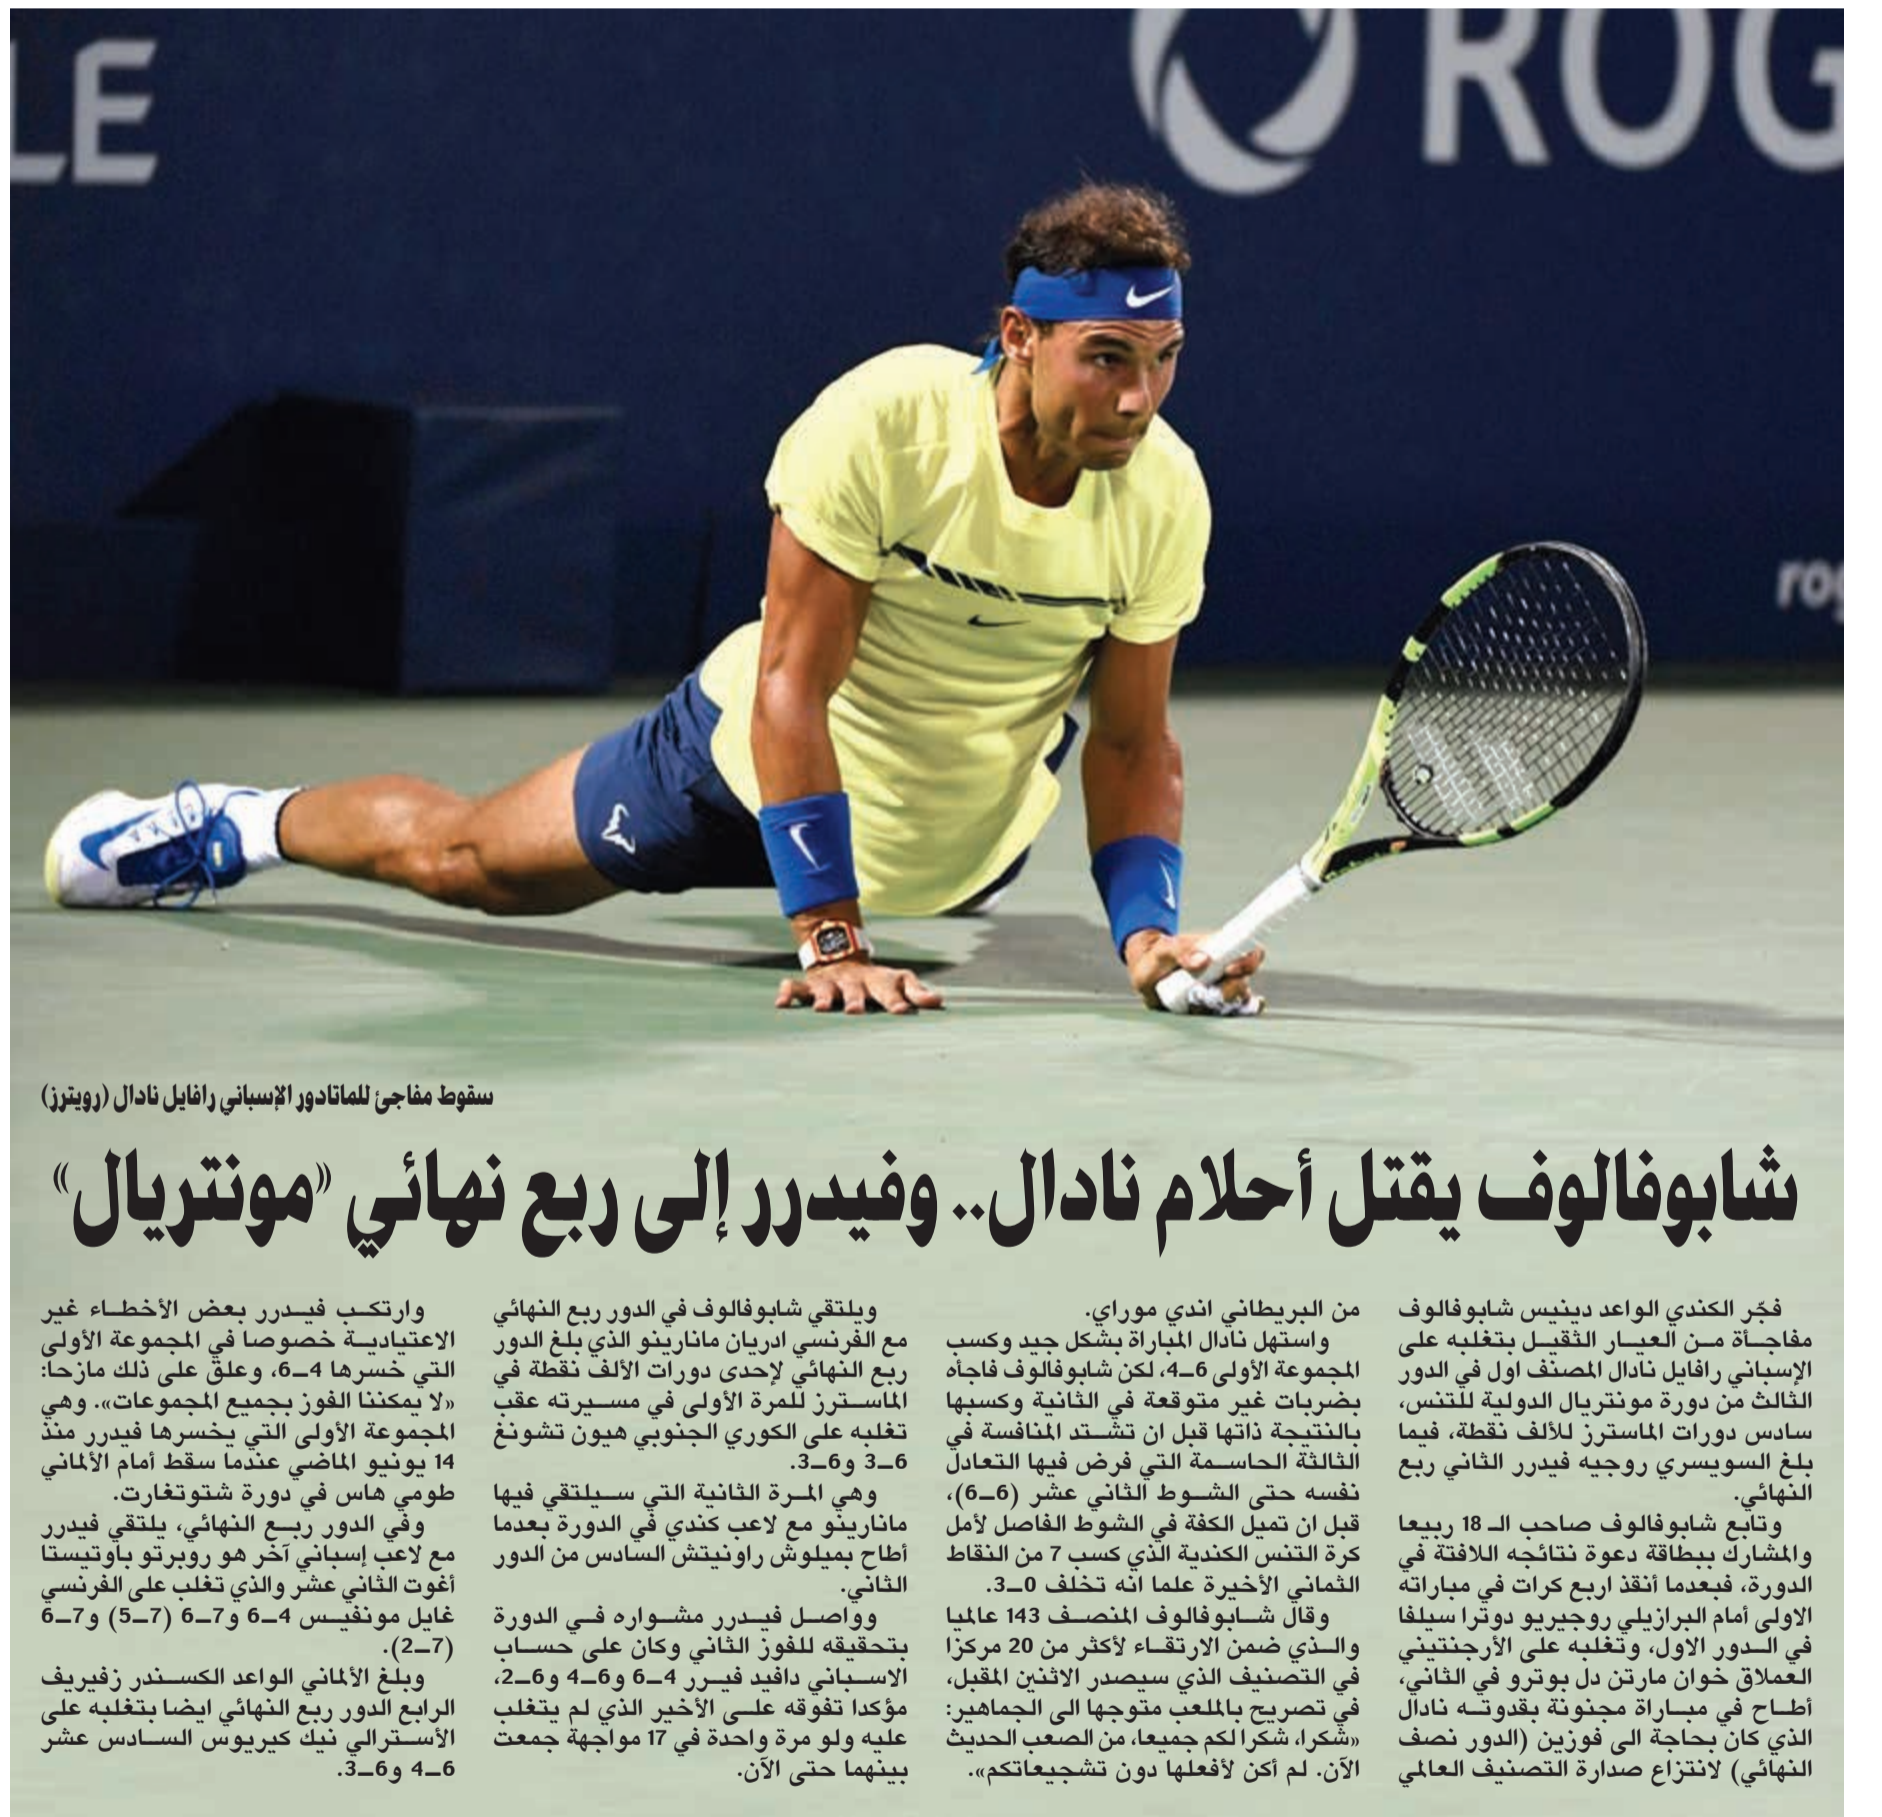 LE
ROG
rog
سقوط مفاجئ للماتادور الإسباني رافايل نادال (رويترز)
شابوفالوف يقتل أحلام نادال.. وفيدرر إلى ربع نهائي «مونتريال»
فجّر الكندي الواعد دينيس شابوفالوف
مفاجأة من العيار الثقيل بتغلبه على
الإسباني رافايل نادال المصنف اول في الدور
الثالث من دورة مونتريال الدولية للتنس،
سادس دورات الماسترز للألف نقطة، فيما
بلغ السويسري روجيه فيدرر الثاني ربع
النهائي.
وتابع شابوفالوف صاحب الـ 18 ربيعا
والمشارك ببطاقة دعوة نتائجه اللافتة في
الدورة، فبعدما أنقذ اربع كرات في مباراته
الاولى أمام البرازيلي روجيريو دوترا سيلفا
في الدور الاول، وتغلبه على الأرجنتيني
العملاق خوان مارتن دل بوترو في الثاني،
أطاح في مباراة مجنونة بقدوته نادال
الذي كان بحاجة الى فوزين (الدور نصف
النهائي) لانتزاع صدارة التصنيف العالمي
من البريطاني اندي موراي.
واستهل نادال المباراة بشكل جيد وكسب
المجموعة الأولى 6ـ4، لكن شابوفالوف فاجأه
بضربات غير متوقعة في الثانية وكسبها
بالنتيجة ذاتها قبل ان تشتد المنافسة في
الثالثة الحاسمة التي فرض فيها التعادل
نفسه حتى الشوط الثاني عشر (6ـ6)،
قبل ان تميل الكفة في الشوط الفاصل لأمل
كرة التنس الكندية الذي كسب 7 من النقاط
الثماني الأخيرة علما انه تخلف 0ـ3.
وقال شابوفالوف المنصف 143 عالميا
والذي ضمن الارتقاء لأكثر من 20 مركزا
في التصنيف الذي سيصدر الاثنين المقبل،
في تصريح بالملعب متوجها الى الجماهير:
«شكرا، شكرا لكم جميعا، من الصعب الحديث
الآن. لم أكن لأفعلها دون تشجيعاتكم».
ويلتقي شابوفالوف في الدور ربع النهائي
مع الفرنسي ادريان مانارينو الذي بلغ الدور
ربع النهائي لإحدى دورات الألف نقطة في
الماسترز للمرة الأولى في مسيرته عقب
تغلبه على الكوري الجنوبي هيون تشونغ
6ـ3 و6ـ3.
وهي المرة الثانية التي سيلتقي فيها
مانارينو مع لاعب كندي في الدورة بعدما
أطاح بميلوش راونيتش السادس من الدور
الثاني.
وواصل فيدرر مشواره في الدورة
بتحقيقه للفوز الثاني وكان على حساب
الاسباني دافيد فيرر 4ـ6 و6ـ4 و6ـ2،
مؤكدا تفوقه على الأخير الذي لم يتغلب
عليه ولو مرة واحدة في 17 مواجهة جمعت
بينهما حتى الآن.
وارتكب فيدرر بعض الأخطاء غير
الاعتيادية خصوصا في المجموعة الأولى
التي خسرها 4ـ6، وعلق على ذلك مازحا:
«لا يمكننا الفوز بجميع المجموعات». وهي
المجموعة الأولى التي يخسرها فيدرر منذ
14 يونيو الماضي عندما سقط أمام الألماني
طومي هاس في دورة شتوتغارت.
وفي الدور ربع النهائي، يلتقي فيدرر
مع لاعب إسباني آخر هو روبرتو باوتيستا
أغوت الثاني عشر والذي تغلب على الفرنسي
غايل مونفيس 4ـ6 و7ـ6 (7ـ5) و7ـ6
(7ـ2).
وبلغ الألماني الواعد الكسندر زفيريف
الرابع الدور ربع النهائي ايضا بتغلبه على
الأسترالي نيك كيريوس السادس عشر
6ـ4 و6ـ3.